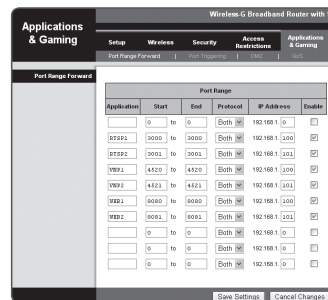 Wireless-G Broadband Router with
Applications
& Gaming
Setup Wireless Security Access Restrictions Applications & Gaming
Port Range Forward | Port Triggering | DMZ | QoS
Port Range Forward
Port Range
Application Start End Protocol IP Address Enable
0 to 0 Both 192.168.1. 0
RTSP1 3000 to 3000 Both 192.168.1. 100
RTSP2 3001 to 3001 Both 192.168.1. 101
VNP1 4520 to 4520 Both 192.168.1. 100
VNP2 4521 to 4521 Both 192.168.1. 101
WEB1 8080 to 8080 Both 192.168.1. 100
WEB2 8081 to 8081 Both 192.168.1. 101
0 to 0 Both 192.168.1. 0
0 to 0 Both 192.168.1. 0
0 to 0 Both 192.168.1. 0
Save Settings Cancel Changes